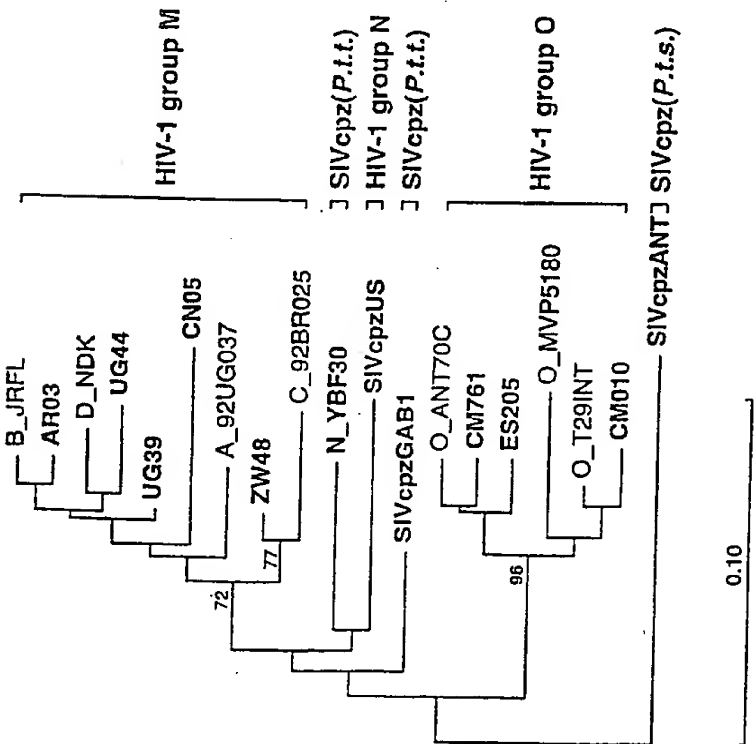 B_JRFL
AR03
D_NDK
UG44
UG39
CN05
A_92UG037
ZW48
C_92BR025
N_YBF30
SIVcpzUS
SIVcpzGAB1
O_ANT70C
CM761
ES205
O_MVP5180
O_T29INT
CM010
SIVcpzANT] SIVcpz(P.t.s.)
HIV-1 group M
] SIVcpz(P.t.t.)
] HIV-1 group N
] SIVcpz(P.t.t.)
HIV-1 group O
72
77
96
0.10